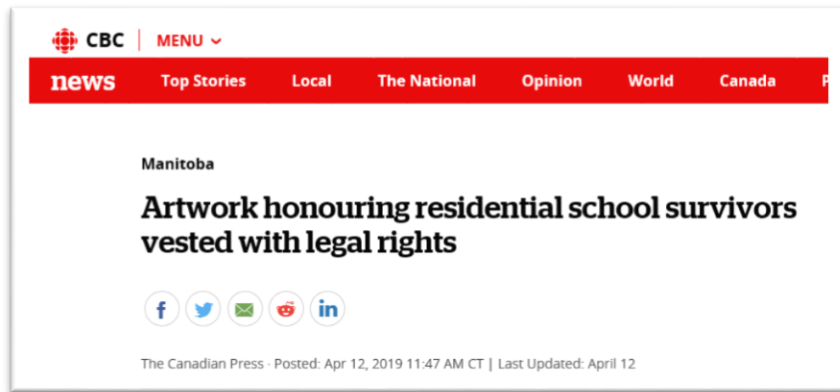 CBC MENU
news Top Stories Local The National Opinion World Canada
Manitoba
Artwork honouring residential school survivors
vested with legal rights
f in
The Canadian Press · Posted: Apr 12, 2019 11:47 AM CT | Last Updated: April 12